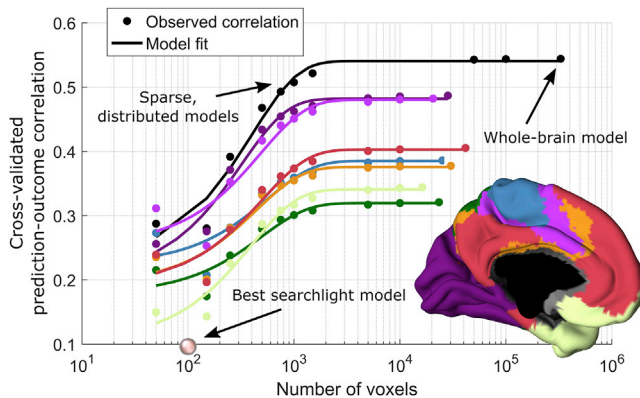 0.6
0.5
0.4
0.3
0.2
0.1
Cross-validated
prediction-outcome correlation
Observed correlation
Model fit
Sparse,
distributed models
Whole-brain model
Best searchlight model
10¹
10²
10³
10⁴
10⁵
10⁶
Number of voxels